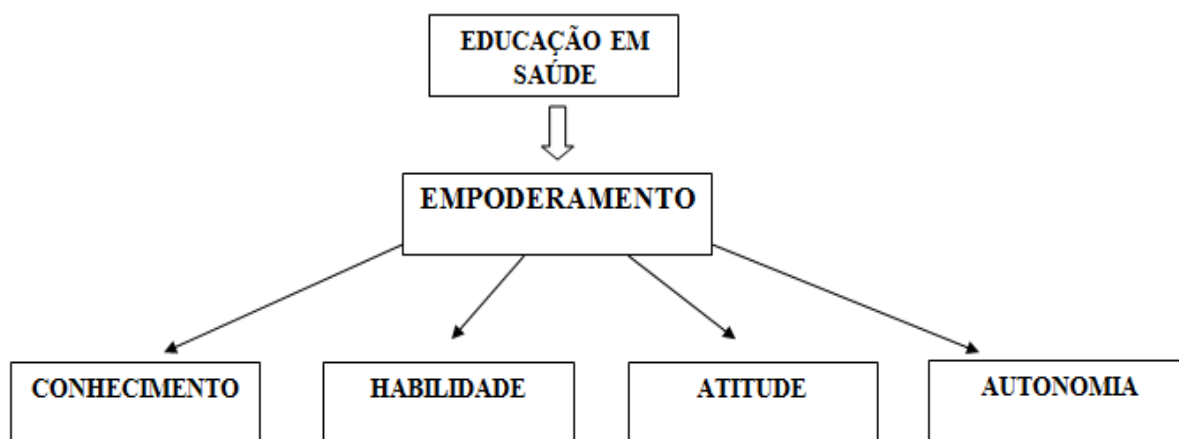 EDUCAÇÃO EM
SAÚDE
EMPODERAMENTO
CONHECIMENTO
HABILIDADE
ATITUDE
AUTONOMIA